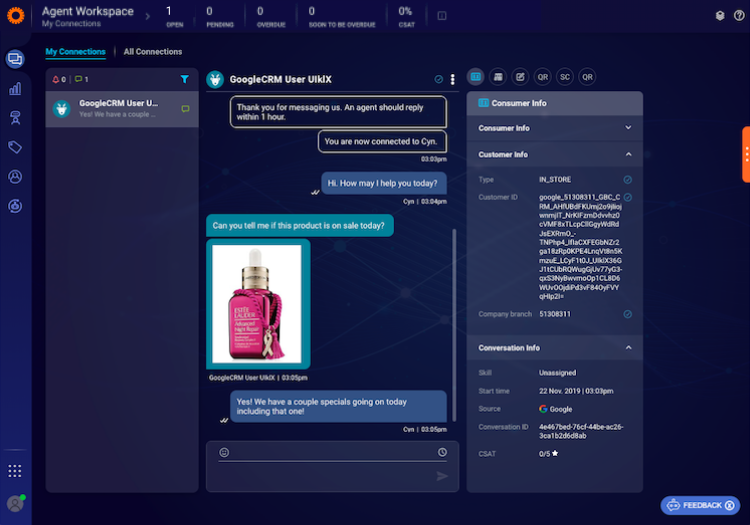 Agent Workspace
My Connections
1
OPEN
0
PENDING
0
OVERDUE
0
SOON TO BE OVERDUE
0%
CSAT
My Connections
All Connections
0
1
GoogleCRM User U...
Yes! We have a couple ...
GoogleCRM User UIklX
Thank you for messaging us. An agent should reply
within 1 hour.
You are now connected to Cyn.
03:03pm
Hi. How may I help you today?
Cyn | 03:04pm
Can you tell me if this product is on sale today?
ESTĒE
LAUDER
Advanced
Night Repair
GoogleCRM User UIklX | 03:05pm
Yes! We have a couple specials going on today
including that one!
Cyn | 03:05pm
QR
SC
QR
Consumer Info
Consumer Info
Customer Info
Type
IN_STORE
Customer ID
google_51308311_GBC_C
Company branch
51308311
Conversation Info
Skill
Unassigned
Start time
22 Nov. 2019 | 03:03pm
Source
Google
Conversation ID
4e467bed-76cf-44be-ac26-
3ca1b2d6d8ab
CSAT
0/5
FEEDBACK